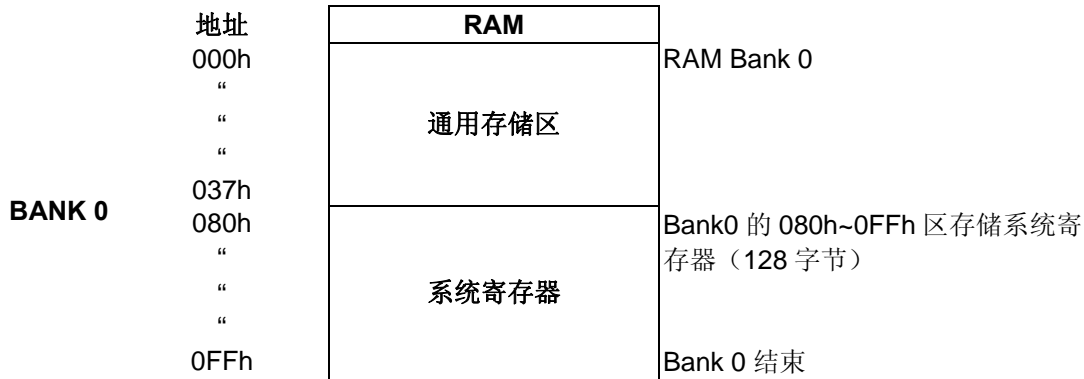 地址 RAM
000h RAM Bank 0
“
“ 通用存储区
“
037h
BANK 0
080h Bank0 的 080h~0FFh 区存储系统寄
“ 存器（128 字节）
“ 系统寄存器
“
0FFh Bank 0 结束